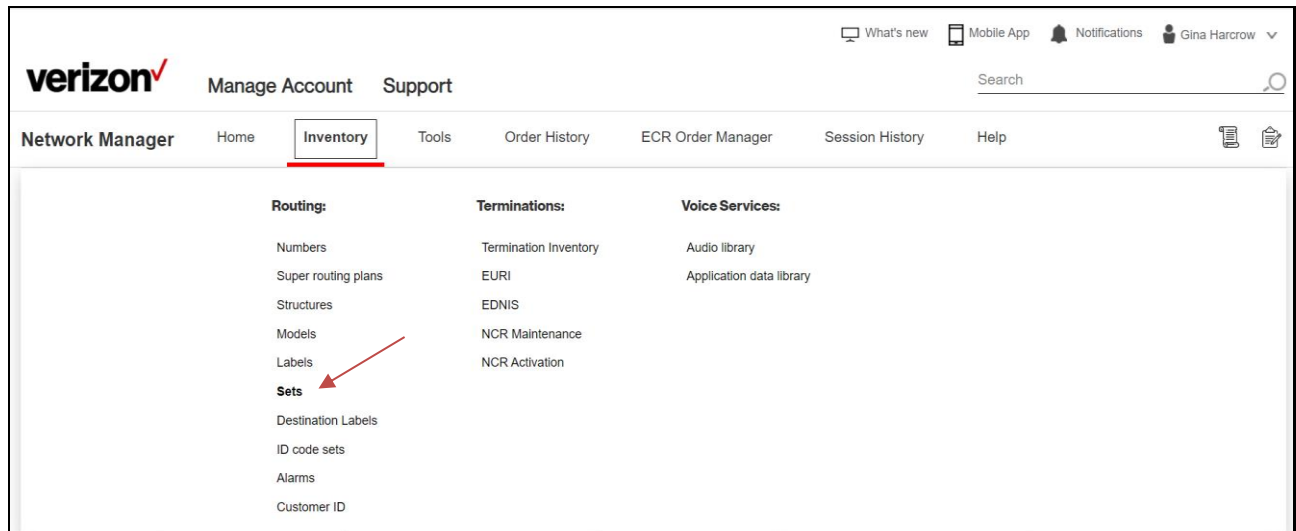 What's new Mobile App Notifications Gina Harcrow
verizon Manage Account Support Search
Network Manager Home Inventory Tools Order History ECR Order Manager Session History Help
Routing: Terminations: Voice Services:
Numbers Termination Inventory Audio library
Super routing plans EURI Application data library
Structures EDNIS
Models NCR Maintenance
Labels NCR Activation
Sets
Destination Labels
ID code sets
Alarms
Customer ID